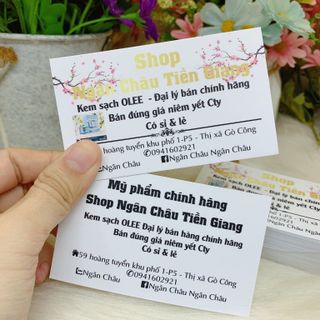 Shop
Ngân Châu Tiền Giang
Kem sạch OLEE - Đại lý bán chính hãng
Bán đúng giá niêm yết Cty
Có sỉ & lẻ
59 hoàng tuyển khu phố 1-P5 - Thị xã Gò Công
Ngân Châu
0941602921
Ngân Châu Ngân Châu
Mỹ phẩm chính hãng
Shop Ngân Châu Tiền Giang
Kem sạch OLEE Đại lý bán hàng chính hãng
Bán đúng giá niêm yết Cty
Có sỉ & lẻ
59 hoàng tuyển khu phố 1-P5 - Thị xã Gò Công
0941602921
Ngân Châu
Ngân Châu Ngân Châu
Shop